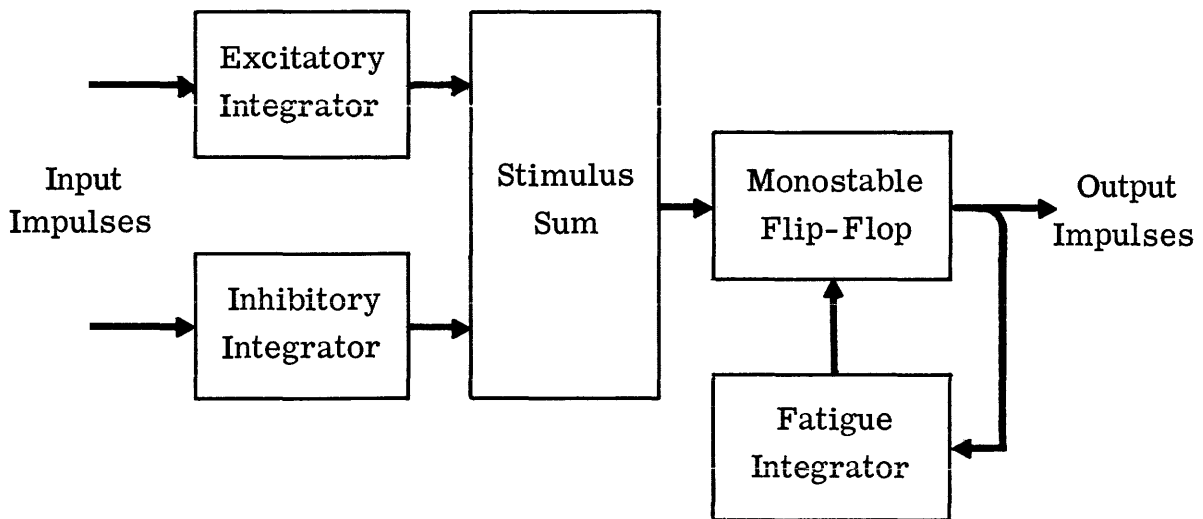 Excitatory
Integrator
Input
Impulses
Inhibitory
Integrator
Stimulus
Sum
Monostable
Flip-Flop
Output
Impulses
Fatigue
Integrator